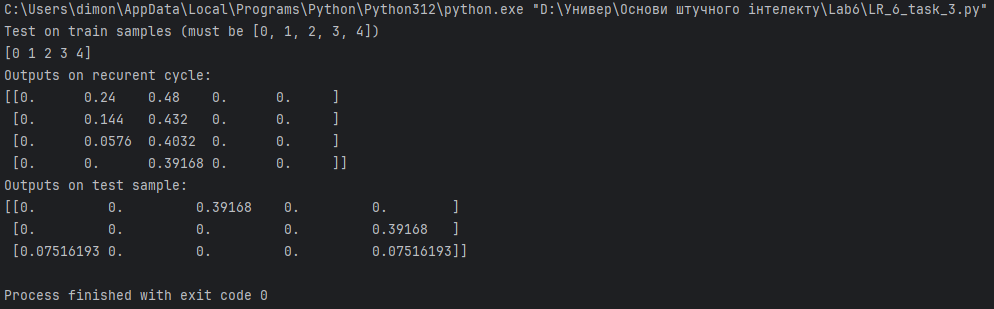 C:\Users\dimon\AppData\Local\Programs\Python\Python312\python.exe "D:\Универ\Основи штучного інтелекту\Lab6\LR_6_task_3.py"
Test on train samples (must be [0, 1, 2, 3, 4])
[0 1 2 3 4]
Outputs on recurent cycle:
[[0.      0.24    0.48    0.      0.     ]
 [0.      0.144   0.432   0.      0.     ]
 [0.      0.0576  0.4032  0.      0.     ]
 [0.      0.      0.39168 0.      0.     ]]
Outputs on test sample:
[[0.         0.         0.39168    0.         0.        ]
 [0.         0.         0.         0.         0.39168   ]
 [0.07516193 0.         0.         0.         0.07516193]]
Process finished with exit code 0